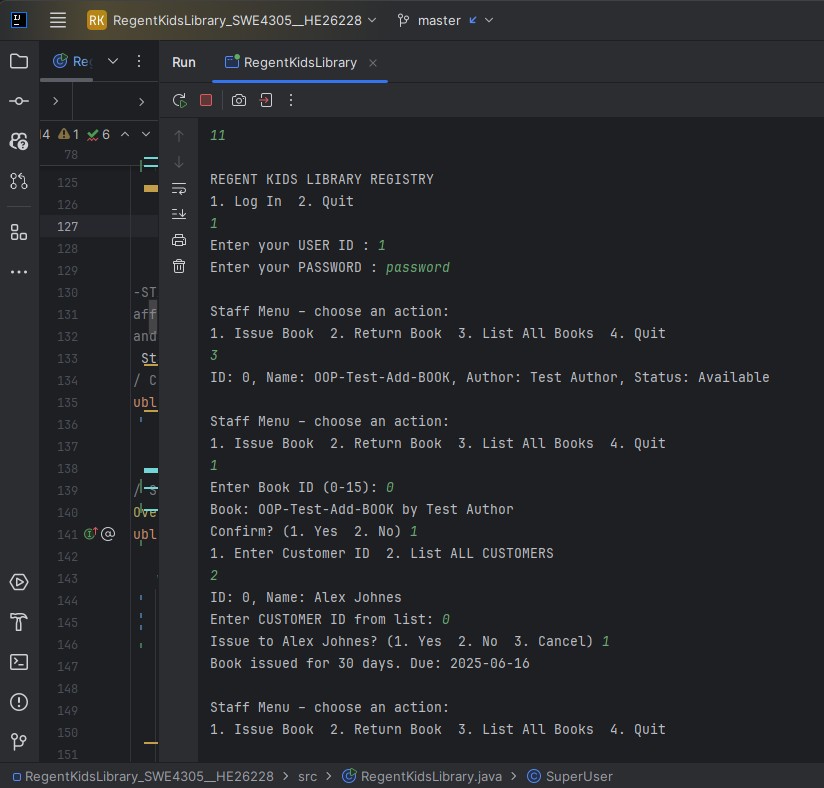 RK RegentKidsLibrary_SWE4305__HE26228 master
Re Run RegentKidsLibrary
14 1 6
78
125
126
127
128
129
130 -ST
131 aff
132 and
133 St
134 / C
135 ubl
136
137
138
139 / S
140 Ove
141 ubl
142
143
144
145
146
147
148
149
150
151
11
REGENT KIDS LIBRARY REGISTRY
1. Log In  2. Quit
1
Enter your USER ID : 1
Enter your PASSWORD : password
Staff Menu – choose an action:
1. Issue Book  2. Return Book  3. List All Books  4. Quit
3
ID: 0, Name: OOP-Test-Add-BOOK, Author: Test Author, Status: Available
Staff Menu – choose an action:
1. Issue Book  2. Return Book  3. List All Books  4. Quit
1
Enter Book ID (0-15): 0
Book: OOP-Test-Add-BOOK by Test Author
Confirm? (1. Yes  2. No) 1
1. Enter Customer ID  2. List ALL CUSTOMERS
2
ID: 0, Name: Alex Johnes
Enter CUSTOMER ID from list: 0
Issue to Alex Johnes? (1. Yes  2. No  3. Cancel) 1
Book issued for 30 days. Due: 2025-06-16
Staff Menu – choose an action:
1. Issue Book  2. Return Book  3. List All Books  4. Quit
RegentKidsLibrary_SWE4305__HE26228 > src > RegentKidsLibrary.java > SuperUser